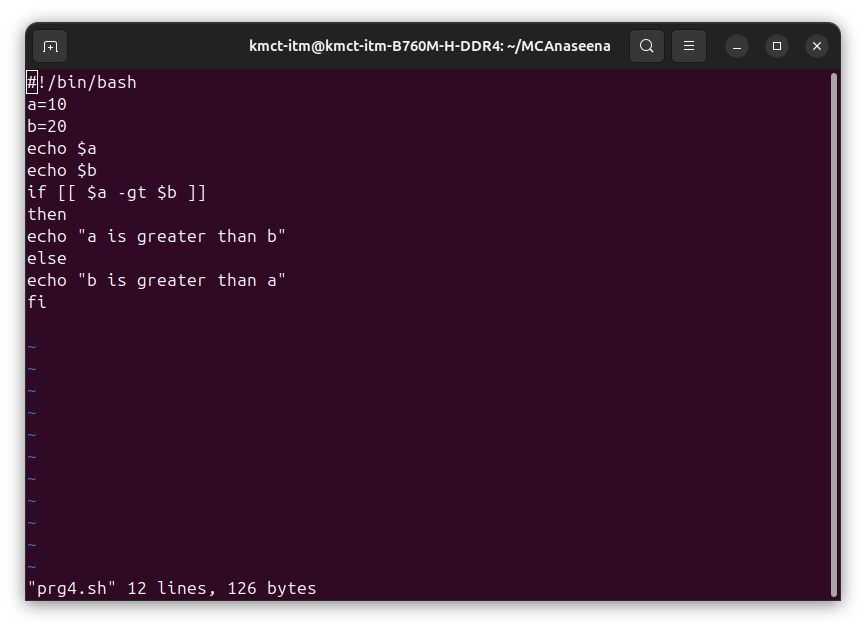 kmct-itm@kmct-itm-B760M-H-DDR4: ~/MCAnaseena
#!/bin/bash
a=10
b=20
echo $a
echo $b
if [[ $a -gt $b ]]
then
echo "a is greater than b"
else
echo "b is greater than a"
fi
~
~
~
~
~
~
~
~
~
~
~
"prg4.sh" 12 lines, 126 bytes